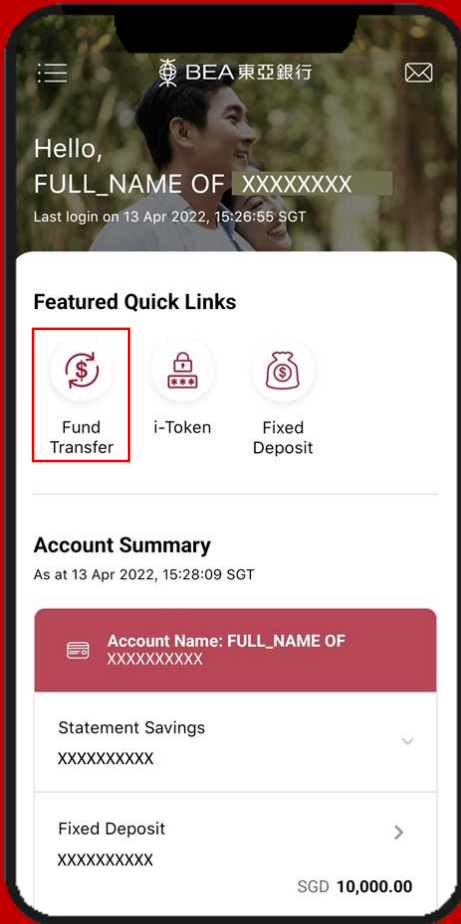 BEA東亞銀行
Hello,
FULL_NAME OF XXXXXXXX
Last login on 13 Apr 2022, 15:26:55 SGT
Featured Quick Links
Fund
Transfer
i-Token
Fixed
Deposit
Account Summary
As at 13 Apr 2022, 15:28:09 SGT
Account Name: FULL_NAME OF
XXXXXXXXXX
Statement Savings
XXXXXXXXXX
Fixed Deposit
XXXXXXXXXX
SGD 10,000.00